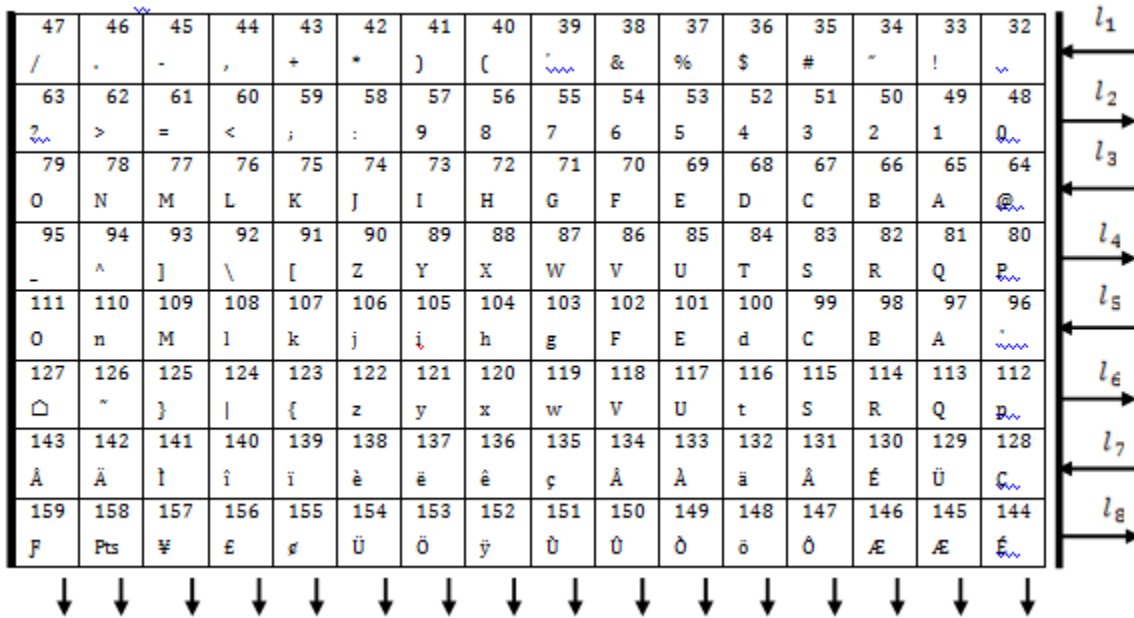 47 46 45 44 43 42 41 40 39 38 37 36 35 34 33 32 l₁
/ . - , + * ) ( ´ & % $ # ″ !
63 62 61 60 59 58 57 56 55 54 53 52 51 50 49 48 l₂
? > = < ; : 9 8 7 6 5 4 3 2 1 0
79 78 77 76 75 74 73 72 71 70 69 68 67 66 65 64 l₃
O N M L K J I H G F E D C B A @
95 94 93 92 91 90 89 88 87 86 85 84 83 82 81 80 l₄
_ ^ ] \ [ Z Y X W V U T S R Q P
111 110 109 108 107 106 105 104 103 102 101 100 99 98 97 96 l₅
O n M l k j i h g F E d C B A `
127 126 125 124 123 122 121 120 119 118 117 116 115 114 113 112 l₆
⌂ ~ } | { z y x w V U t S R Q p
143 142 141 140 139 138 137 136 135 134 133 132 131 130 129 128 l₇
Å Ä Ì î ï è ë ê ç Å À ä Â É Ü Ç
159 158 157 156 155 154 153 152 151 150 149 148 147 146 145 144 l₈
Ƒ Pts ¥ £ ø Ü Ö ÿ Ù Û Ò ö Ô Æ Æ É